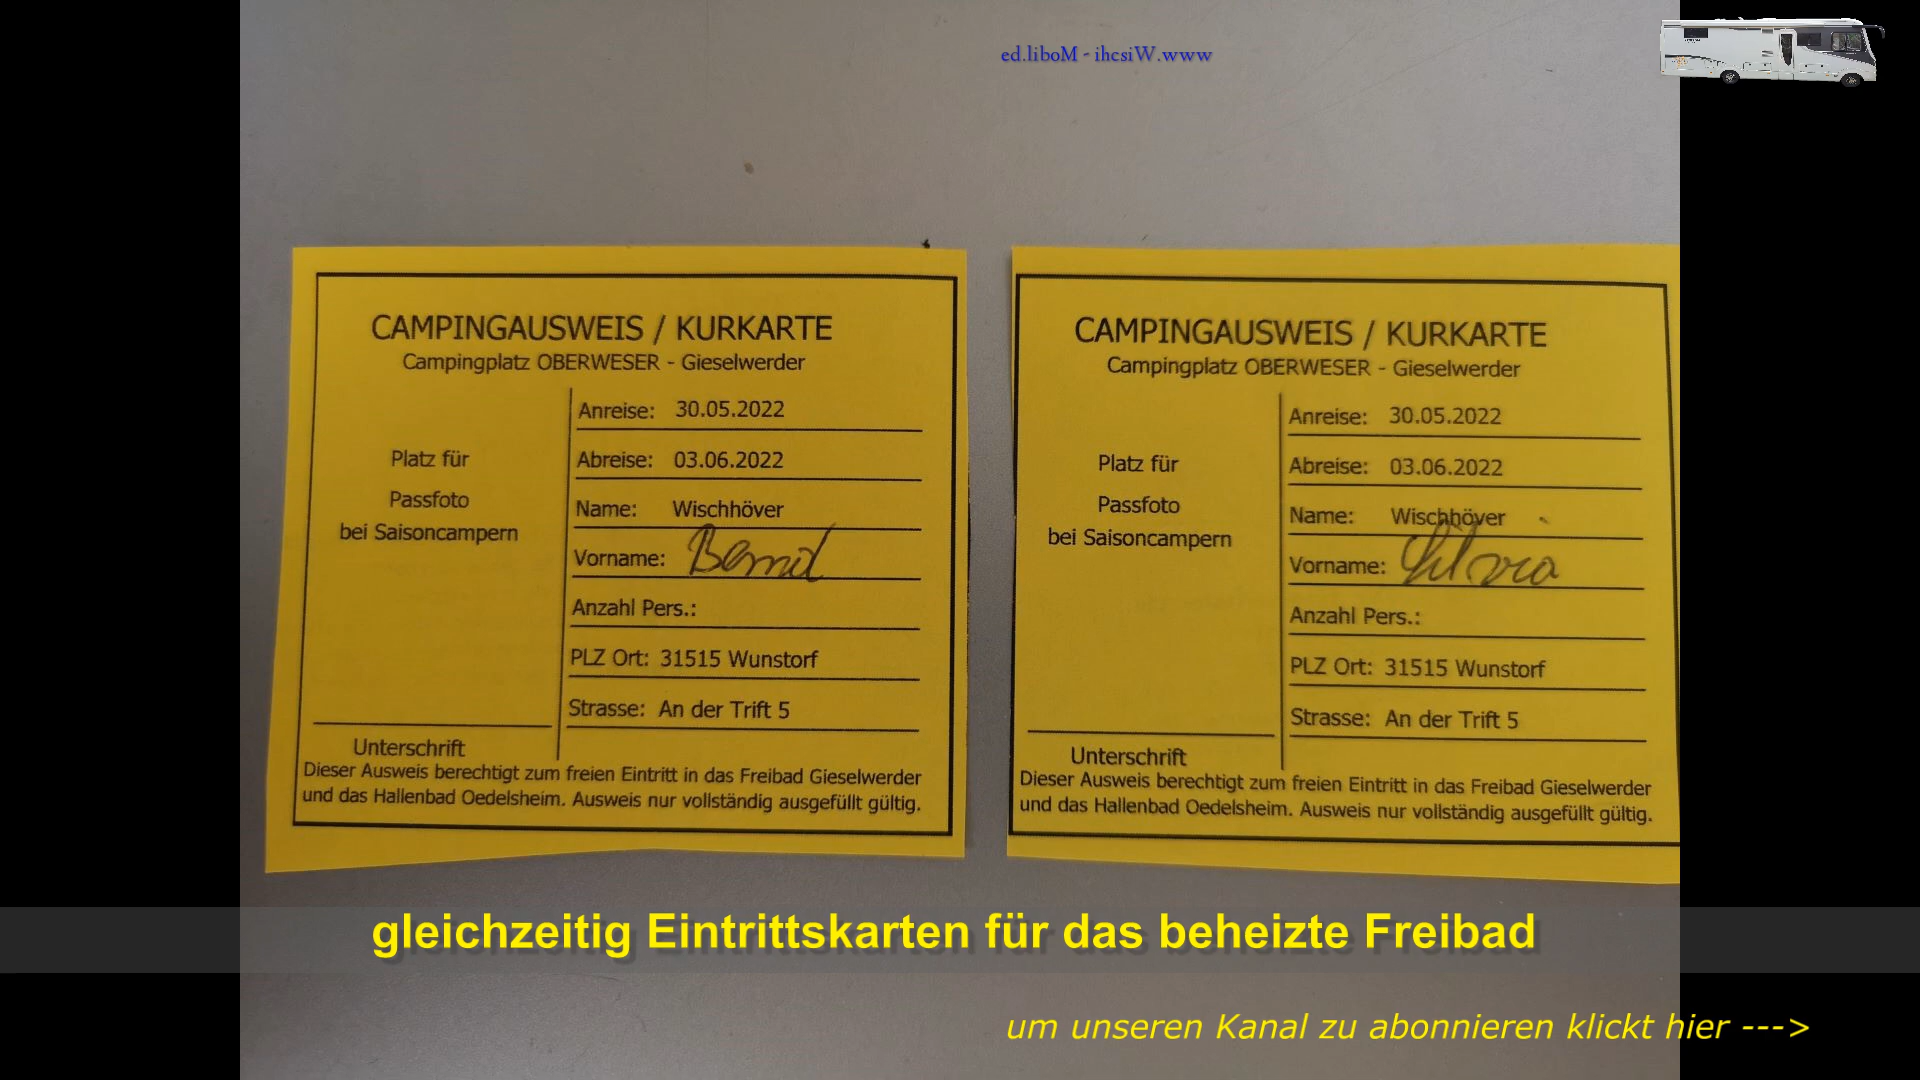 www.Wischi - Mobil.de
CAMPINGAUSWEIS / KURKARTE
Campingplatz OBERWESER - Gieselwerder
Platz für
Passfoto
bei Saisoncampern
Anreise: 30.05.2022
Abreise: 03.06.2022
Name: Wischhöver
Vorname: Bernd
Anzahl Pers.:
PLZ Ort: 31515 Wunstorf
Strasse: An der Trift 5
Unterschrift
Dieser Ausweis berechtigt zum freien Eintritt in das Freibad Gieselwerder
und das Hallenbad Oedelsheim. Ausweis nur vollständig ausgefüllt gültig.
CAMPINGAUSWEIS / KURKARTE
Campingplatz OBERWESER - Gieselwerder
Platz für
Passfoto
bei Saisoncampern
Anreise: 30.05.2022
Abreise: 03.06.2022
Name: Wischhöver
Vorname: Silvia
Anzahl Pers.:
PLZ Ort: 31515 Wunstorf
Strasse: An der Trift 5
Unterschrift
Dieser Ausweis berechtigt zum freien Eintritt in das Freibad Gieselwerder
und das Hallenbad Oedelsheim. Ausweis nur vollständig ausgefüllt gültig.
gleichzeitig Eintrittskarten für das beheizte Freibad
um unseren Kanal zu abonnieren klickt hier --->